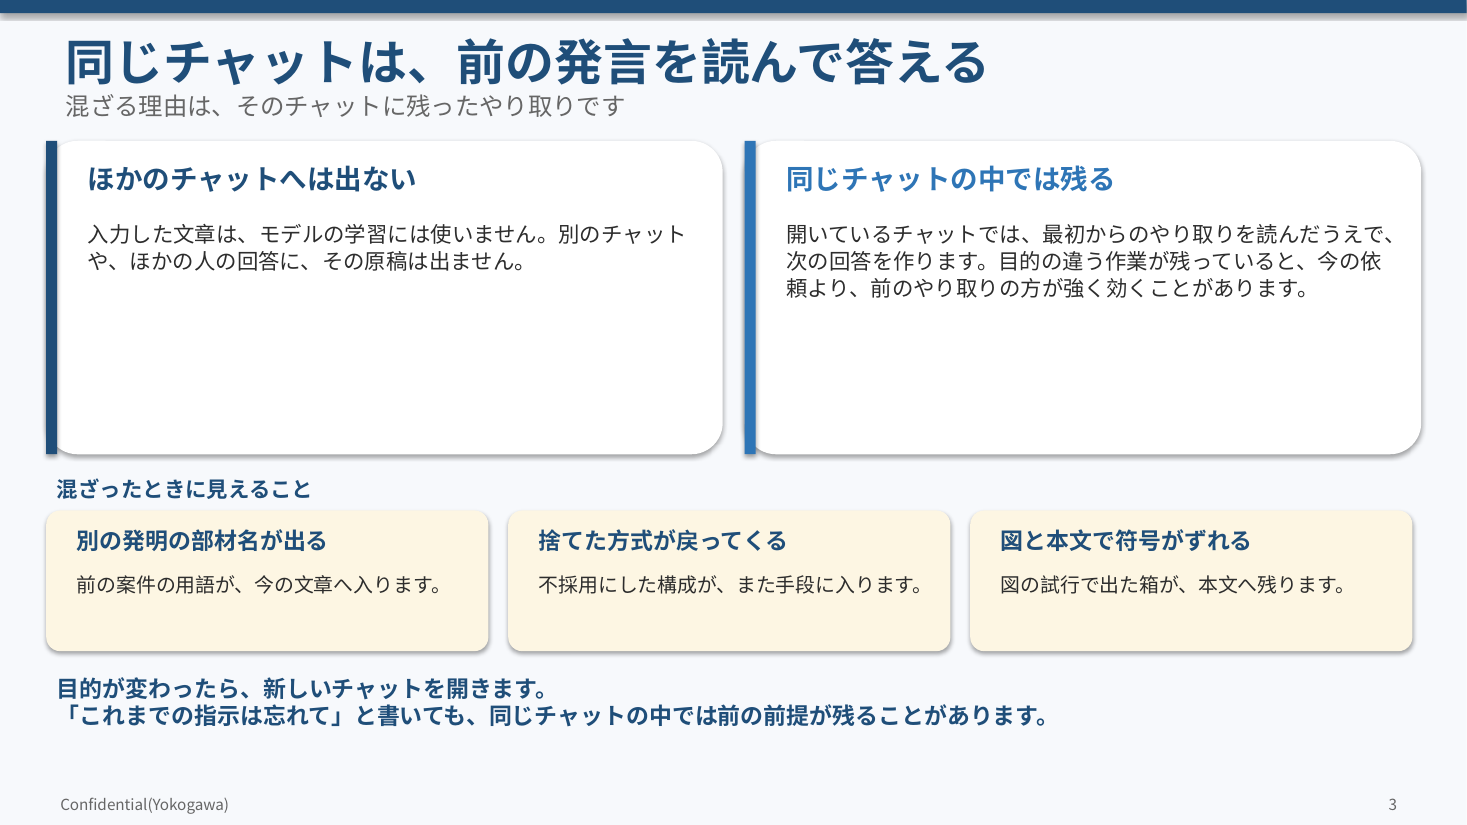 同じチャットは、前の発言を読んで答える
混ざる理由は、そのチャットに残ったやり取りです
ほかのチャットへは出ない
入力した文章は、モデルの学習には使いません。別のチャット
や、ほかの人の回答に、その原稿は出ません。
同じチャットの中では残る
開いているチャットでは、最初からのやり取りを読んだうえで、
次の回答を作ります。目的の違う作業が残っていると、今の依
頼より、前のやり取りの方が強く効くことがあります。
混ざったときに見えること
別の発明の部材名が出る
前の案件の用語が、今の文章へ入ります。
捨てた方式が戻ってくる
不採用にした構成が、また手段に入ります。
図と本文で符号がずれる
図の試行で出た箱が、本文へ残ります。
目的が変わったら、新しいチャットを開きます。
「これまでの指示は忘れて」と書いても、同じチャットの中では前の前提が残ることがあります。
Confidential(Yokogawa)
3